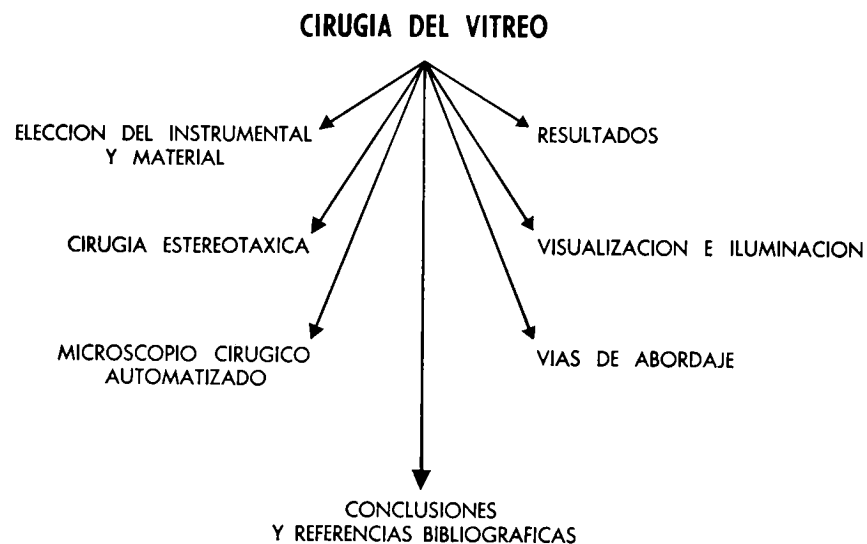 CIRUGIA DEL VITREO
ELECCION DEL INSTRUMENTAL
Y MATERIAL
RESULTADOS
CIRUGIA ESTEREOTAXICA
VISUALIZACION E ILUMINACION
MICROSCOPIO CIRUGICO
AUTOMATIZADO
VIAS DE ABORDAJE
CONCLUSIONES
Y REFERENCIAS BIBLIOGRAFICAS